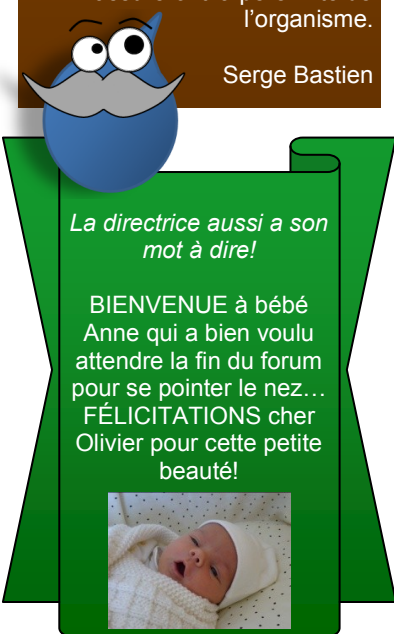 l'organisme.
Serge Bastien
La directrice aussi a son
mot à dire!
BIENVENUE à bébé
Anne qui a bien voulu
attendre la fin du forum
pour se pointer le nez…
FÉLICITATIONS cher
Olivier pour cette petite
beauté!